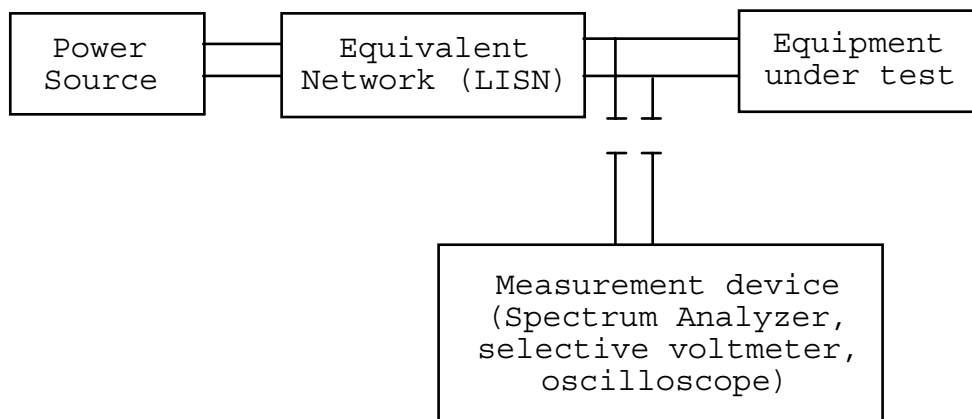 Power
Source
Equivalent
Network (LISN)
Equipment
under test
Measurement device
(Spectrum Analyzer,
selective voltmeter,
oscilloscope)